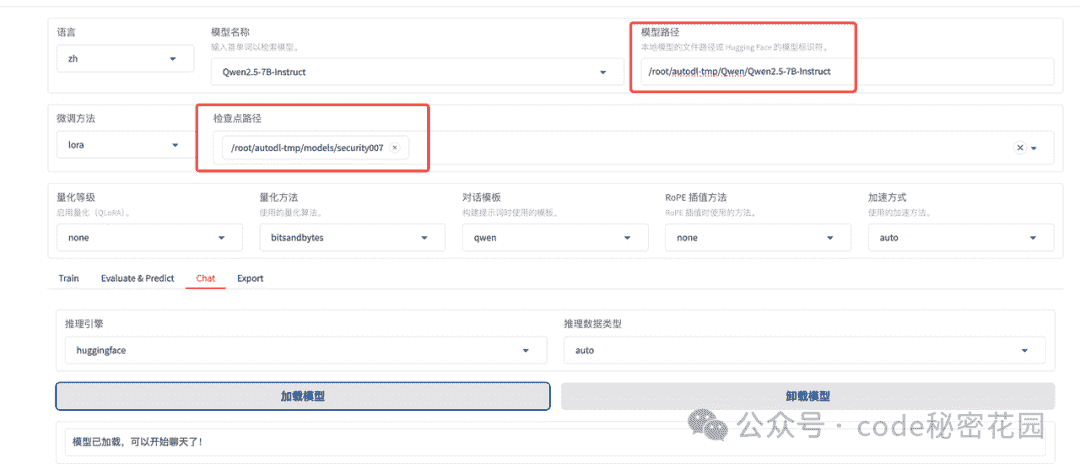 语言
zh
模型名称
输入首单词以检索模型。
Qwen2.5-7B-Instruct
模型路径
本地模型的文件路径或 Hugging Face 的模型标识符。
/root/autodl-tmp/Qwen/Qwen2.5-7B-Instruct
微调方法
lora
检查点路径
/root/autodl-tmp/models/security007 ×
量化等级
启用量化（QLoRA）。
none
量化方法
使用的量化算法。
bitsandbytes
对话模板
构建提示词时使用的模板。
qwen
RoPE 插值方法
RoPE 插值时使用的方法。
none
加速方式
使用的加速方法。
auto
Train Evaluate & Predict Chat Export
推理引擎
huggingface
推理数据类型
auto
加载模型
卸载模型
模型已加载，可以开始聊天了！
公众号 · code秘密花园